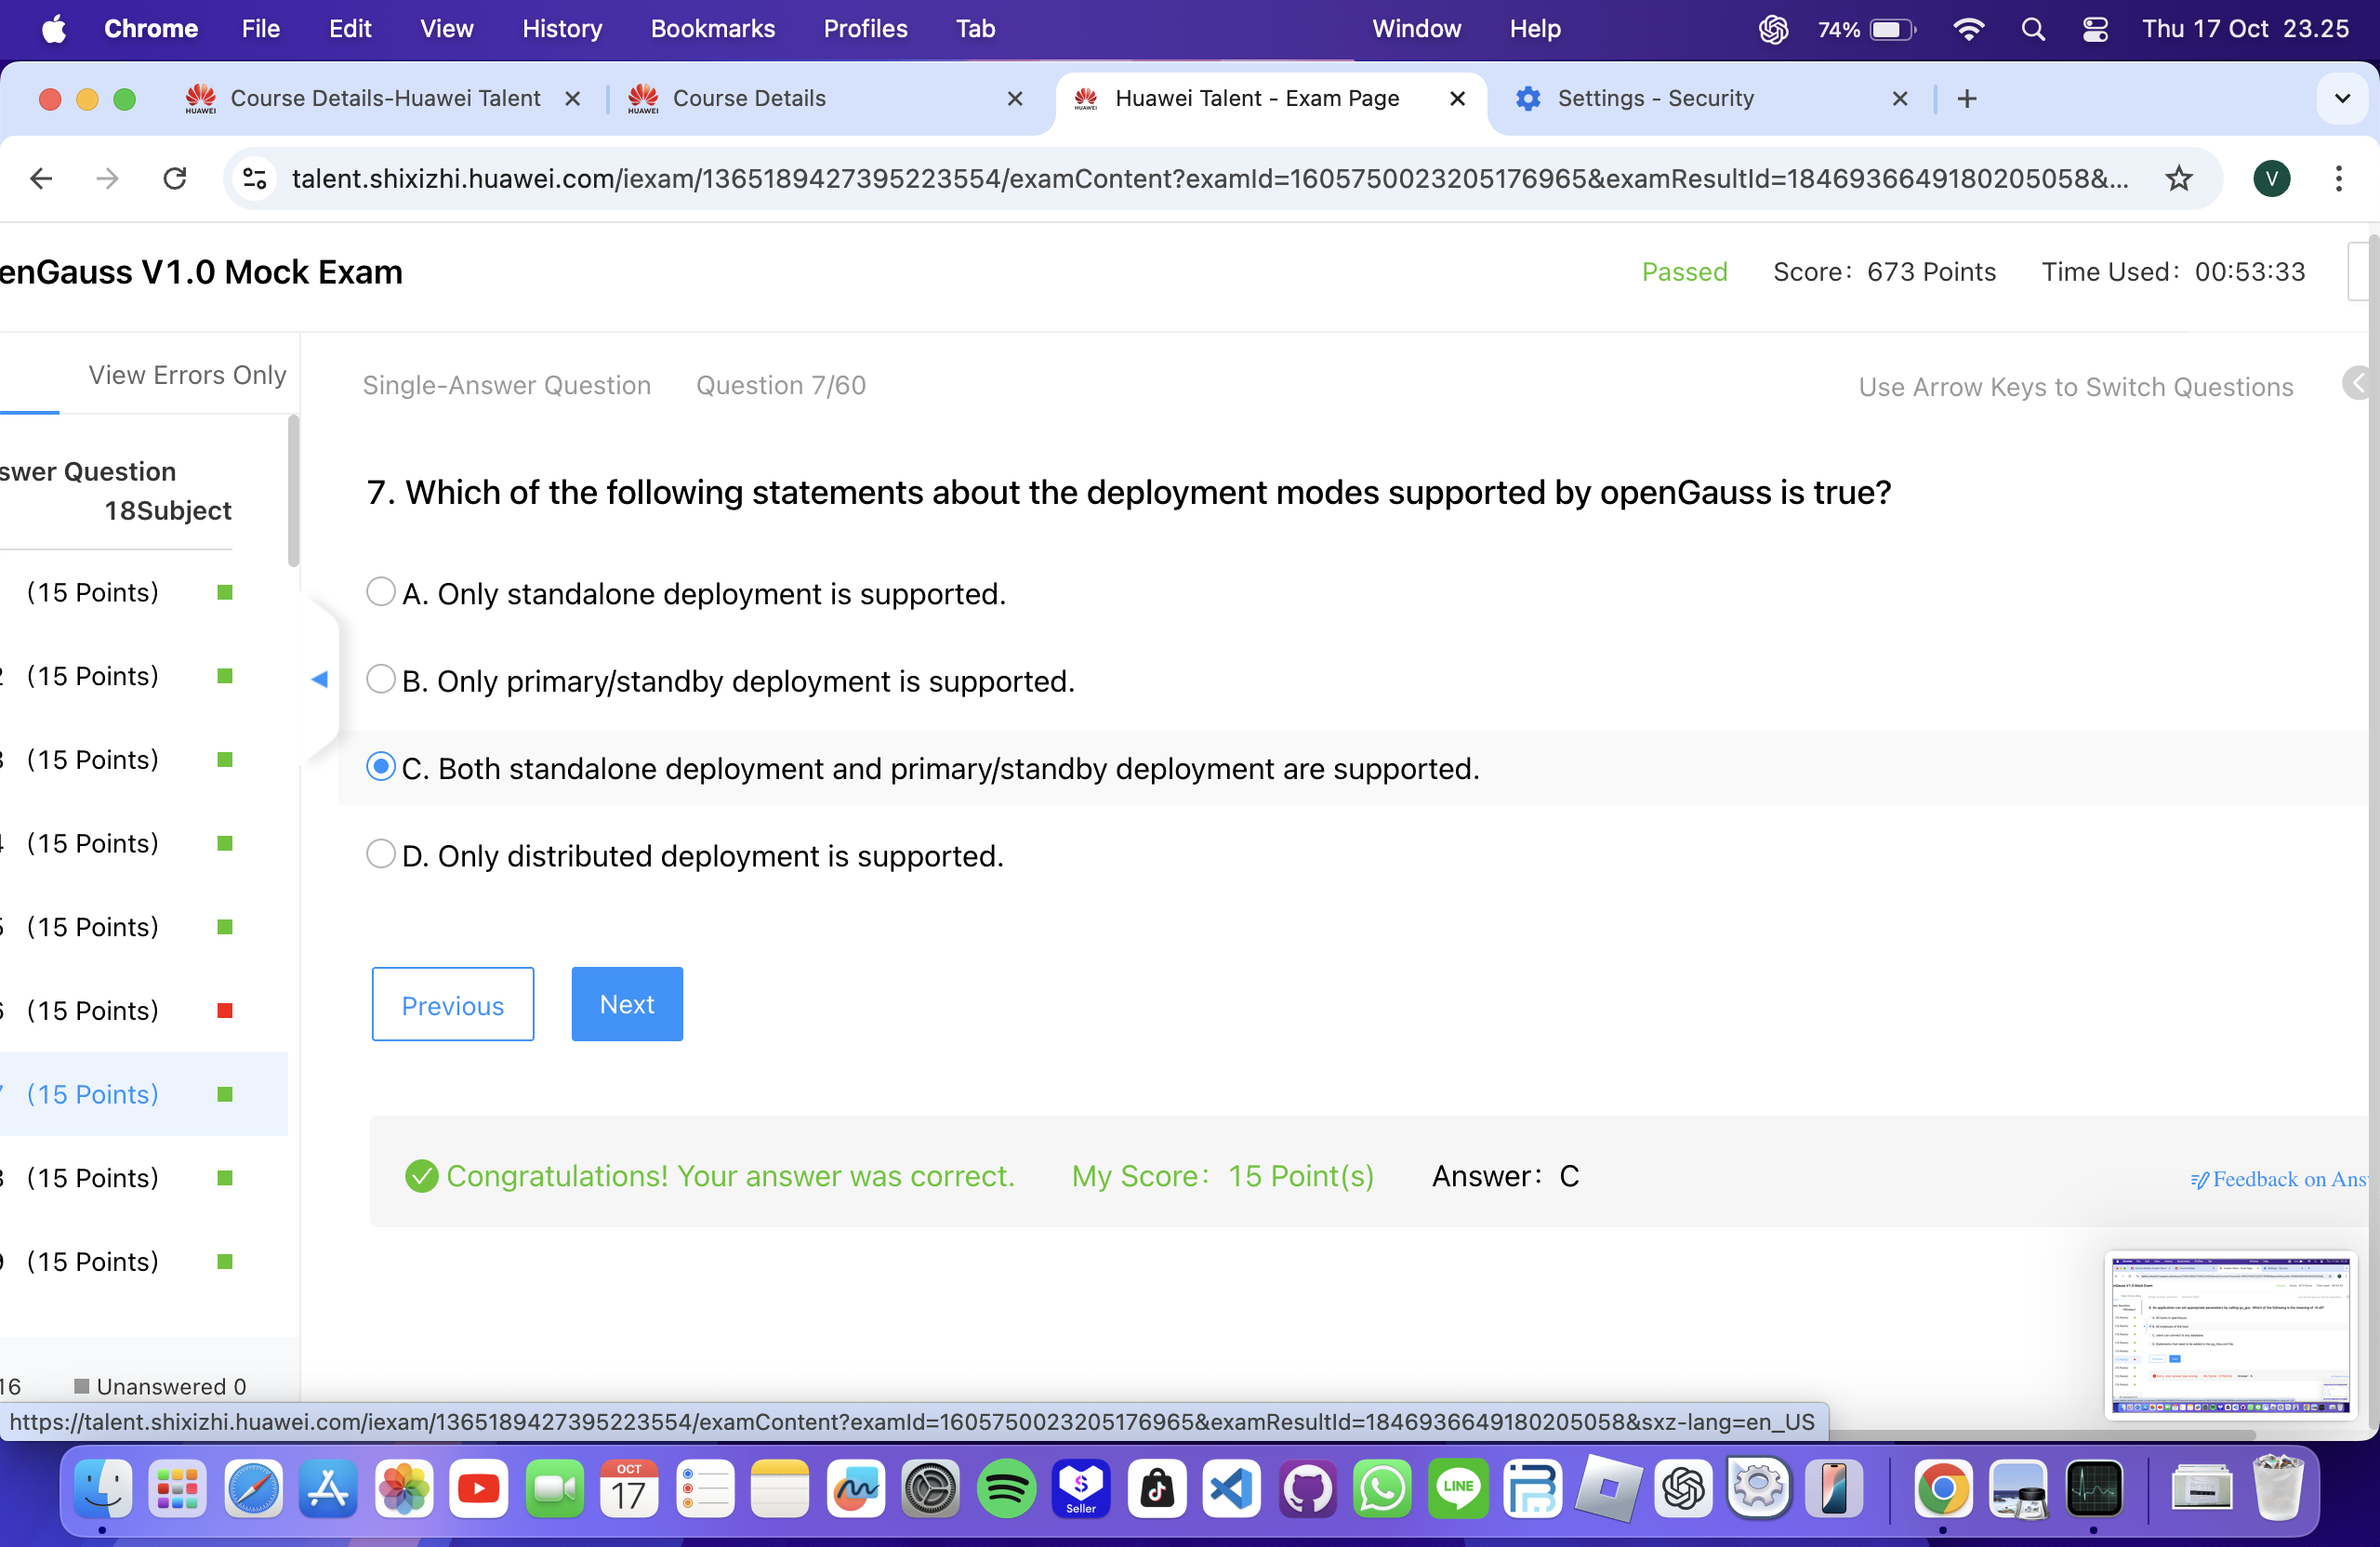 Chrome File Edit View History Bookmarks Profiles Tab Window Help 74% Thu 17 Oct 23.25
Course Details-Huawei Talent
Course Details
Huawei Talent - Exam Page
Settings - Security
talent.shixizhi.huawei.com/iexam/1365189427395223554/examContent?examId=1605750023205176965&examResultId=1846936649180205058&...
V
enGauss V1.0 Mock Exam
Passed Score: 673 Points Time Used: 00:53:33
View Errors Only
Single-Answer Question Question 7/60
Use Arrow Keys to Switch Questions
swer Question
18Subject
(15 Points)
(15 Points)
(15 Points)
(15 Points)
(15 Points)
(15 Points)
(15 Points)
(15 Points)
(15 Points)
16 Unanswered 0
7. Which of the following statements about the deployment modes supported by openGauss is true?
A. Only standalone deployment is supported.
B. Only primary/standby deployment is supported.
C. Both standalone deployment and primary/standby deployment are supported.
D. Only distributed deployment is supported.
Previous Next
Congratulations! Your answer was correct. My Score: 15 Point(s) Answer: C
Feedback on Ans
https://talent.shixizhi.huawei.com/iexam/1365189427395223554/examContent?examId=1605750023205176965&examResultId=1846936649180205058&sxz-lang=en_US
OCT
17
Seller
LINE